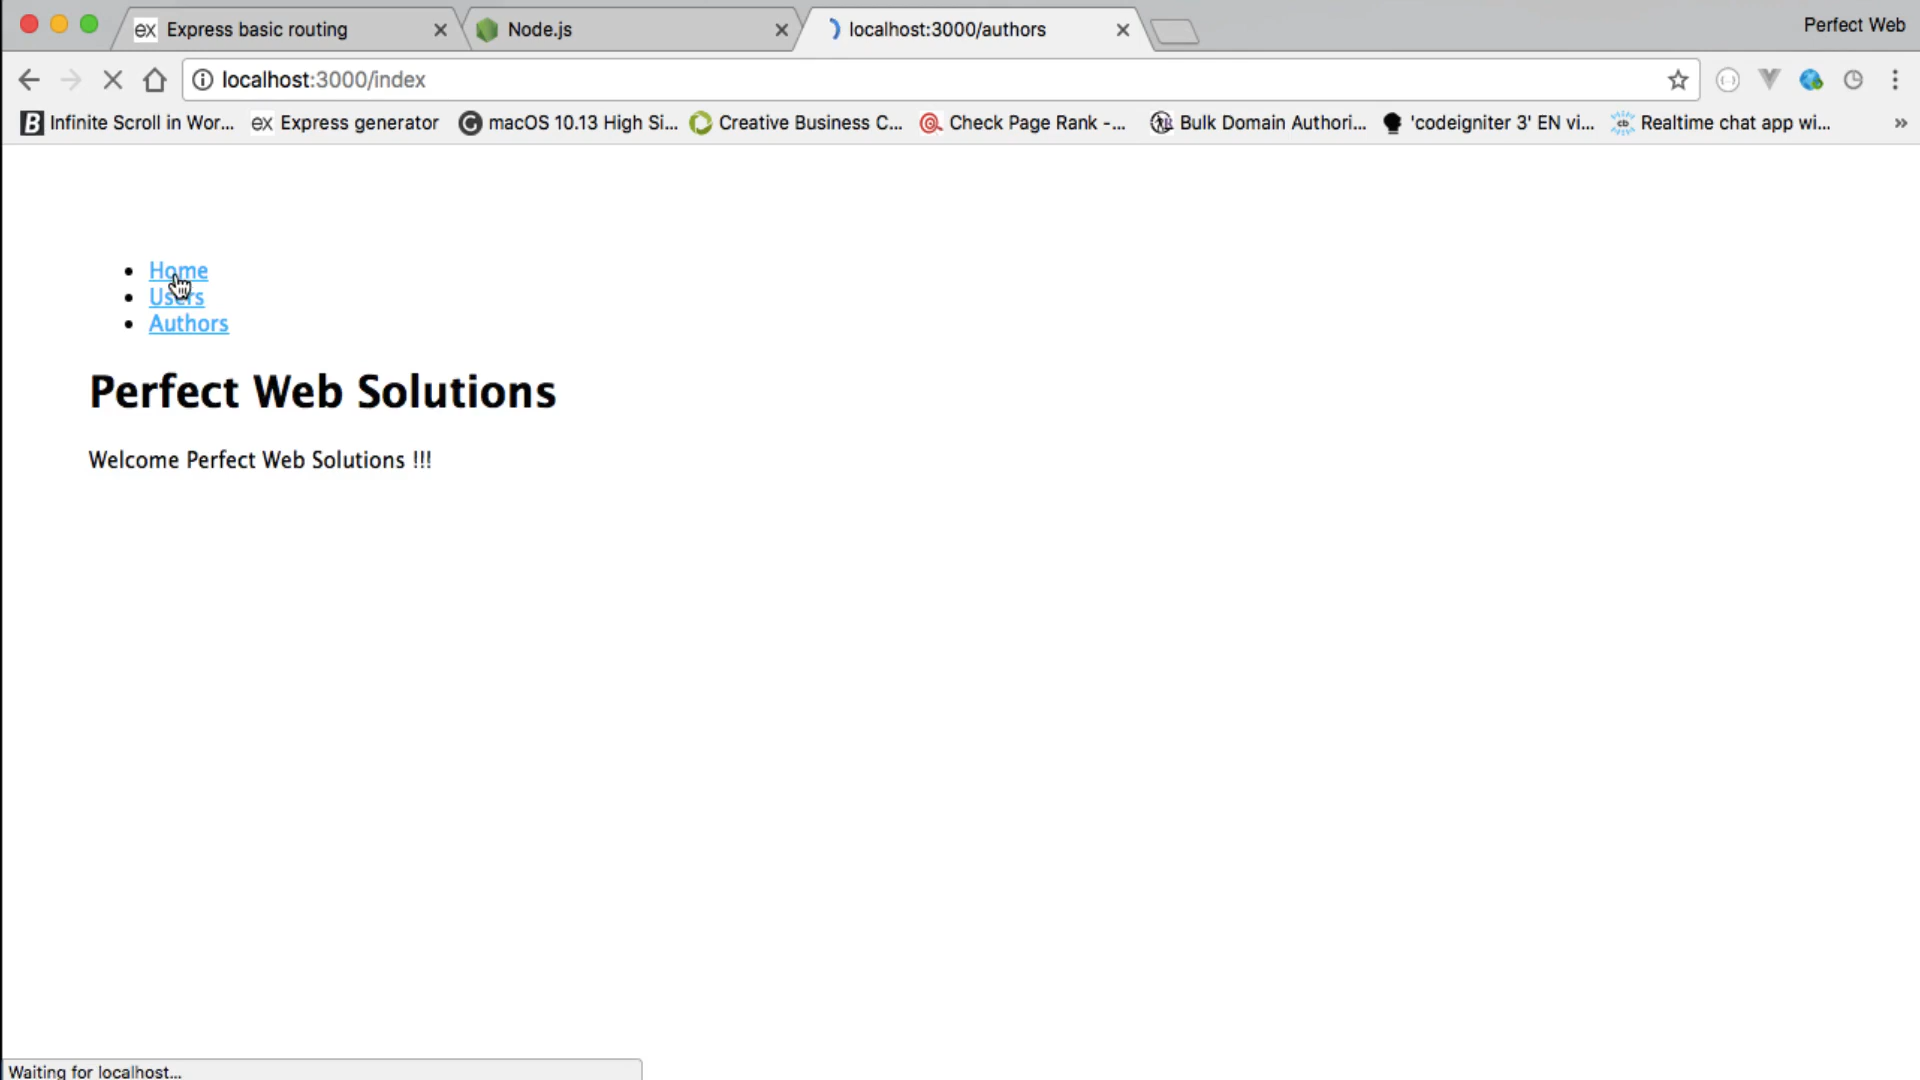 ex Express basic routing
Node.js
localhost:3000/authors
Perfect Web
localhost:3000/index
B Infinite Scroll in Wor...
ex Express generator
macOS 10.13 High Si...
Creative Business C...
Check Page Rank -...
Bulk Domain Authori...
'codeigniter 3' EN vi...
Realtime chat app wi...
»
Home
Users
Authors
Perfect Web Solutions
Welcome Perfect Web Solutions !!!
Waiting for localhost...